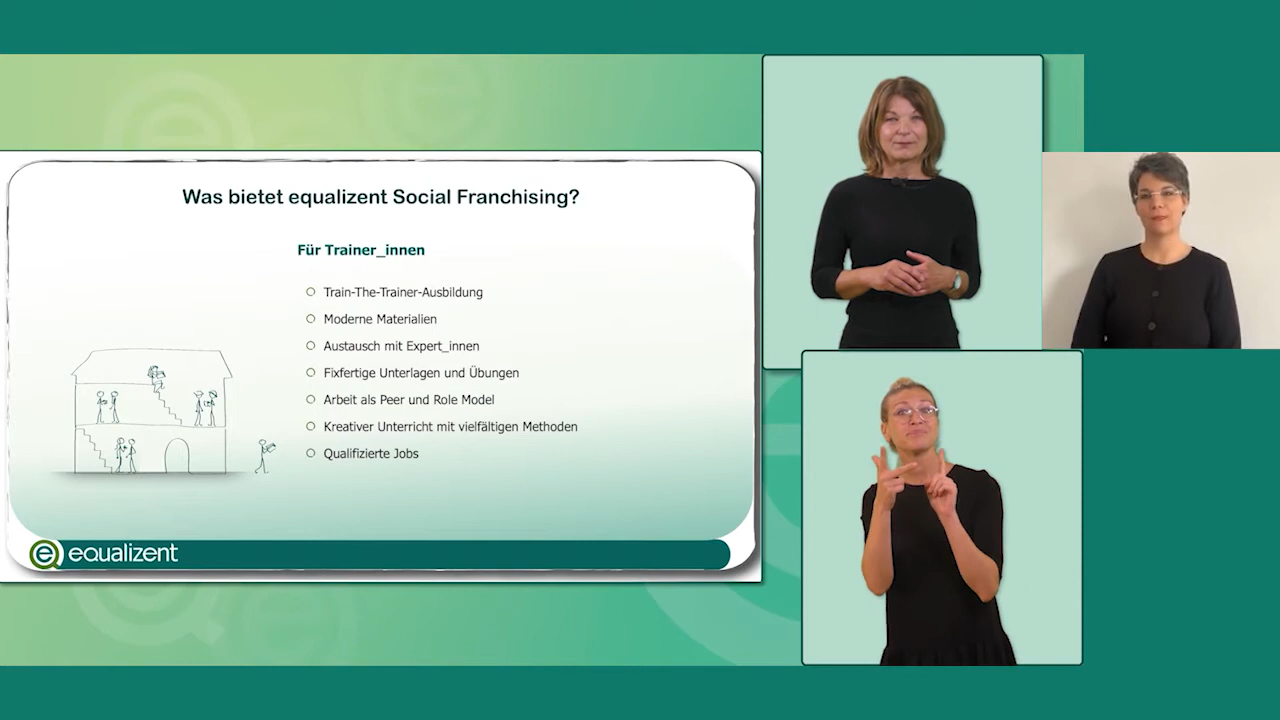 Was bietet equalizent Social Franchising?
Für Trainer_innen
Train-The-Trainer-Ausbildung
Moderne Materialien
Austausch mit Expert_innen
Fixfertige Unterlagen und Übungen
Arbeit als Peer und Role Model
Kreativer Unterricht mit vielfältigen Methoden
Qualifizierte Jobs
equalizent